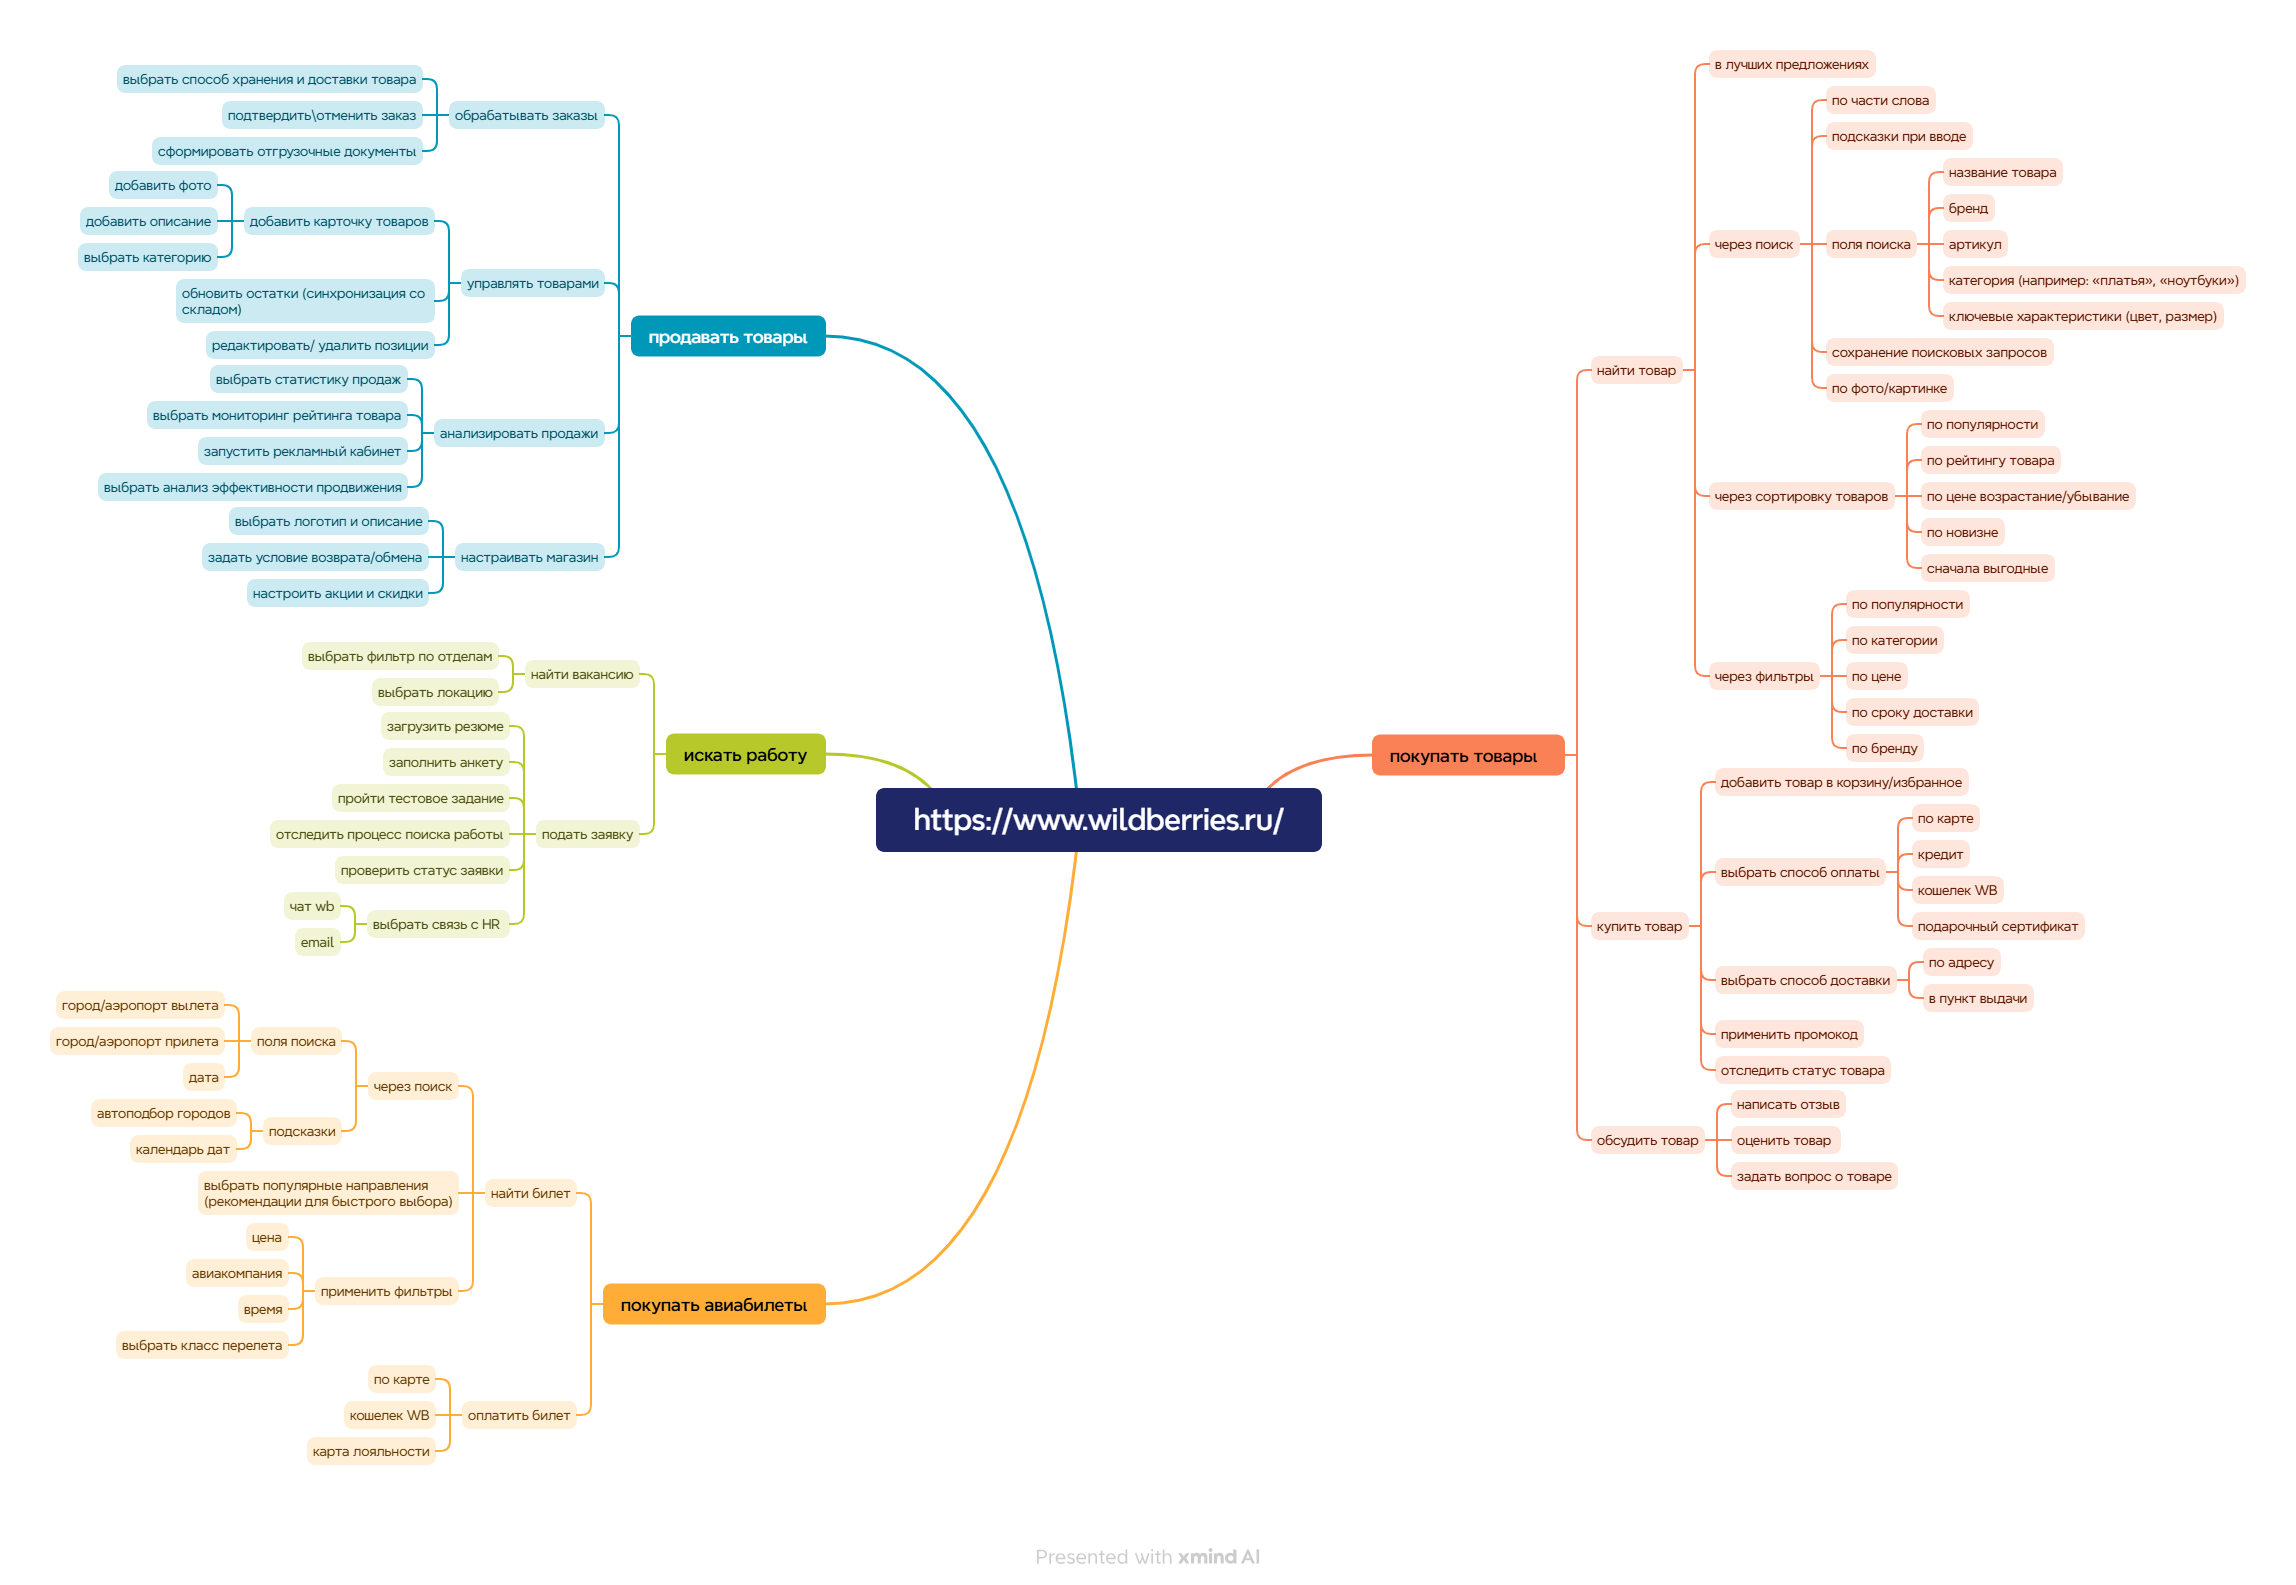 https://www.wildberries.ru/
покупать товары
найти товар
в лучших предложениях
через поиск
по части слова
подсказки при вводе
поля поиска
название товара
бренд
артикул
категория (например: «платья», «ноутбуки»)
ключевые характеристики (цвет, размер)
сохранение поисковых запросов
по фото/картинке
через сортировку товаров
по популярности
по рейтингу товара
по цене возрастание/убывание
по новизне
сначала выгодные
через фильтры
по популярности
по категории
по цене
по сроку доставки
по бренду
купить товар
добавить товар в корзину/избранное
выбрать способ оплаты
по карте
кредит
кошелек WB
подарочный сертификат
выбрать способ доставки
по адресу
в пункт выдачи
применить промокод
отследить статус товара
обсудить товар
написать отзыв
оценить товар
задать вопрос о товаре
продавать товары
обрабатывать заказы
выбрать способ хранения и доставки товара
подтвердить\отменить заказ
сформировать отгрузочные документы
управлять товарами
добавить карточку товаров
добавить фото
добавить описание
выбрать категорию
обновить остатки (синхронизация со
складом)
редактировать/ удалить позиции
анализировать продажи
выбрать статистику продаж
выбрать мониторинг рейтинга товара
запустить рекламный кабинет
выбрать анализ эффективности продвижения
настраивать магазин
выбрать логотип и описание
задать условие возврата/обмена
настроить акции и скидки
искать работу
найти вакансию
выбрать фильтр по отделам
выбрать локацию
подать заявку
загрузить резюме
заполнить анкету
пройти тестовое задание
отследить процесс поиска работы
проверить статус заявки
выбрать связь с HR
чат wb
email
покупать авиабилеты
найти билет
через поиск
поля поиска
город/аэропорт вылета
город/аэропорт прилета
дата
подсказки
автоподбор городов
календарь дат
выбрать популярные направления
(рекомендации для быстрого выбора)
применить фильтры
цена
авиакомпания
время
выбрать класс перелета
оплатить билет
по карте
кошелек WB
карта лояльности
Presented with xmind AI